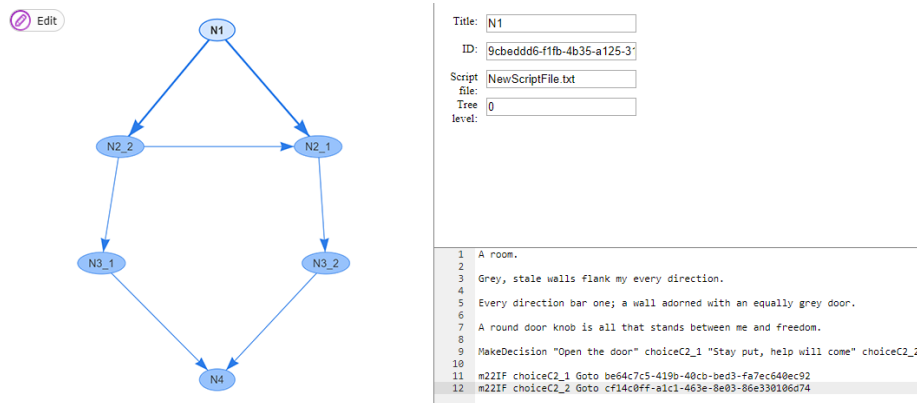 Edit
N1
N2_2
N2_1
N3_1
N3_2
N4
Title: N1
ID: 9cbeddd6-f1fb-4b35-a125-31
Script file: NewScriptFile.txt
Tree level: 0
1 A room.
2
3 Grey, stale walls flank my every direction.
4
5 Every direction bar one; a wall adorned with an equally grey door.
6
7 A round door knob is all that stands between me and freedom.
8
9 MakeDecision "Open the door" choiceC2_1 "Stay put, help will come" choiceC2_2
10
11 m22IF choiceC2_1 Goto be64c7c5-419b-40cb-bed3-fa7ec640ec92
12 m22IF choiceC2_2 Goto cf14c0ff-a1c1-463e-8e03-86e330106d74